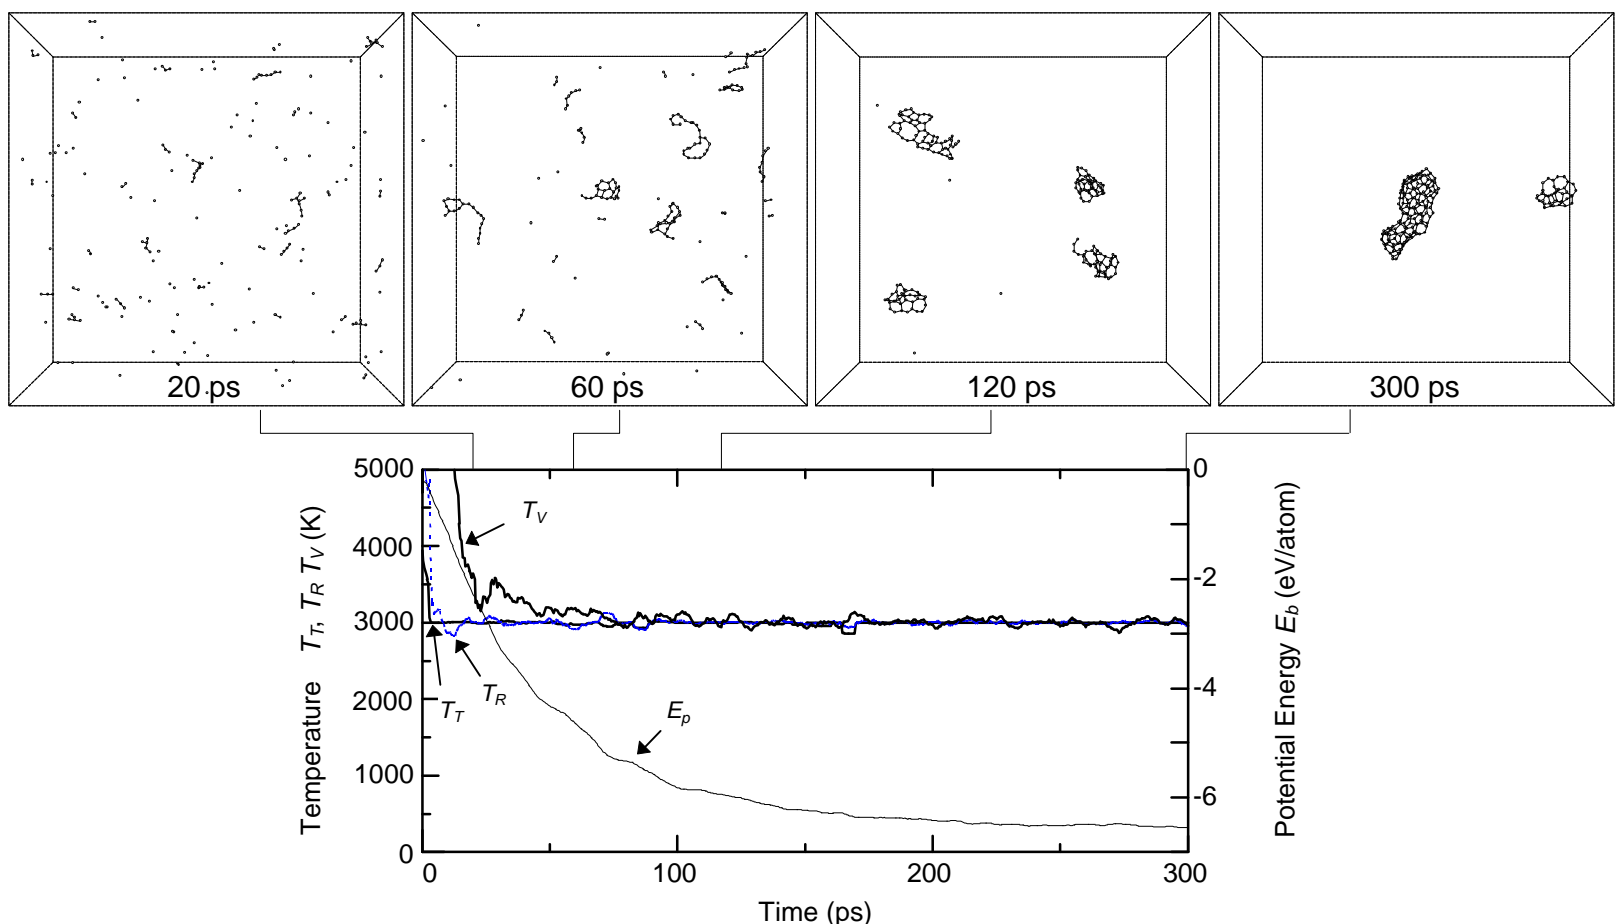 20 ps
60 ps
120 ps
300 ps
5000
4000
3000
2000
1000
0
Temperature T_T, T_R T_V (K)
T_V
T_T
T_R
E_p
0
-2
-4
-6
Potential Energy E_b (eV/atom)
0
100
200
300
Time (ps)